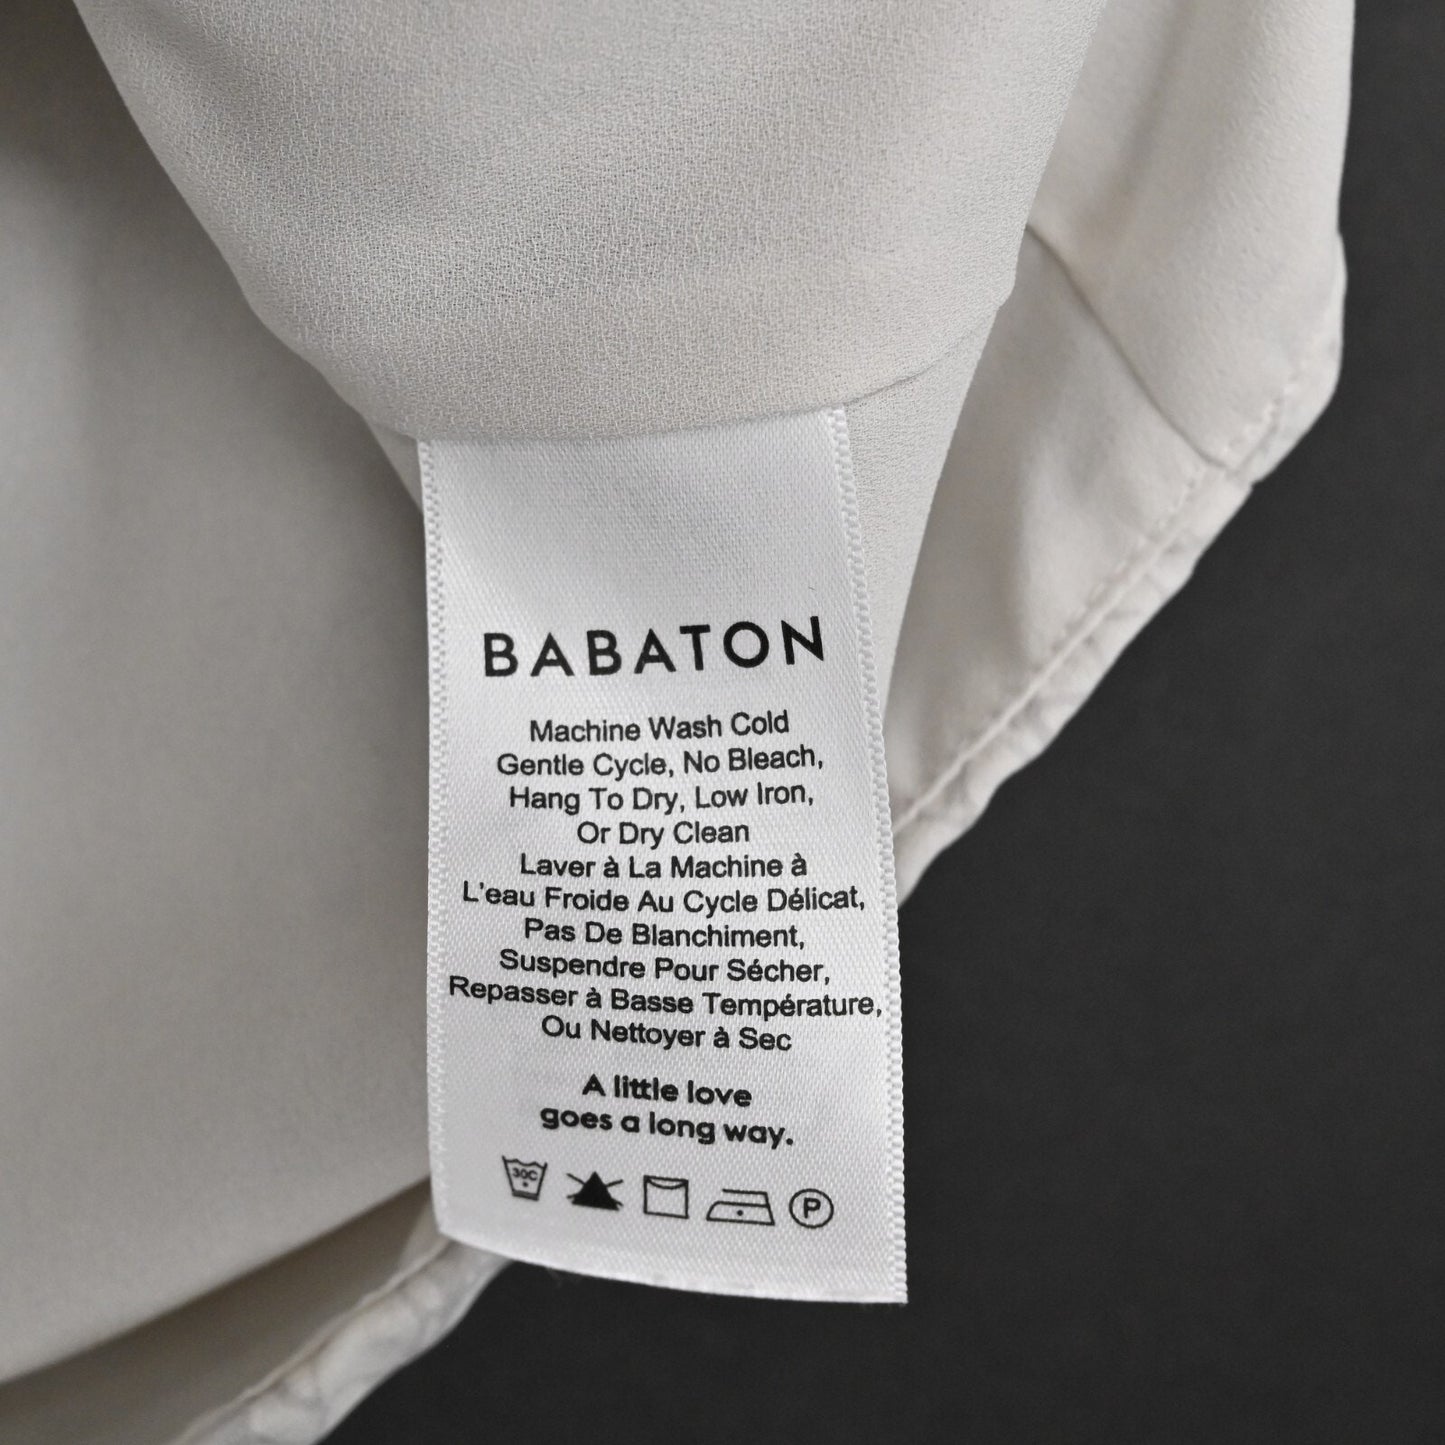 BABATON
Machine Wash Cold
Gentle Cycle, No Bleach,
Hang To Dry, Low Iron,
Or Dry Clean
Laver à La Machine à
L'eau Froide Au Cycle Délicat,
Pas De Blanchiment,
Suspendre Pour Sécher,
Repasser à Basse Température,
Ou Nettoyer à Sec
A little love
goes a long way.
30C P